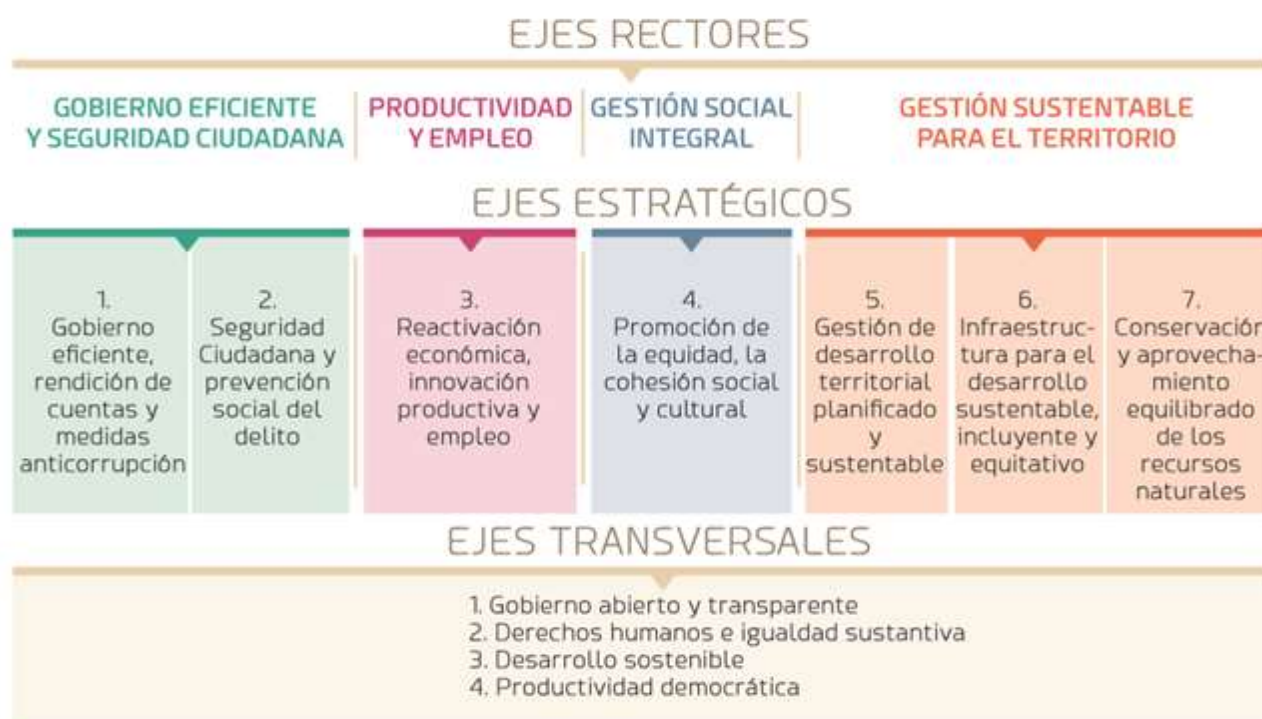 EJES RECTORES
GOBIERNO EFICIENTE
Y SEGURIDAD CIUDADANA
PRODUCTIVIDAD
Y EMPLEO
GESTIÓN SOCIAL
INTEGRAL
GESTIÓN SUSTENTABLE
PARA EL TERRITORIO
EJES ESTRATÉGICOS
1.
Gobierno
eficiente,
rendición de
cuentas y
medidas
anticorrupción
2.
Seguridad
Ciudadana y
prevención
social del
delito
3.
Reactivación
económica,
innovación
productiva y
empleo
4.
Promoción de
la equidad, la
cohesión social
y cultural
5.
Gestión de
desarrollo
territorial
planificado
y
sustentable
6.
Infraestruc-
tura para el
desarrollo
sustentable,
incluyente y
equitativo
7.
Conservación
y aprovecha-
miento
equilibrado
de los
recursos
naturales
EJES TRANSVERSALES
1. Gobierno abierto y transparente
2. Derechos humanos e igualdad sustantiva
3. Desarrollo sostenible
4. Productividad democrática